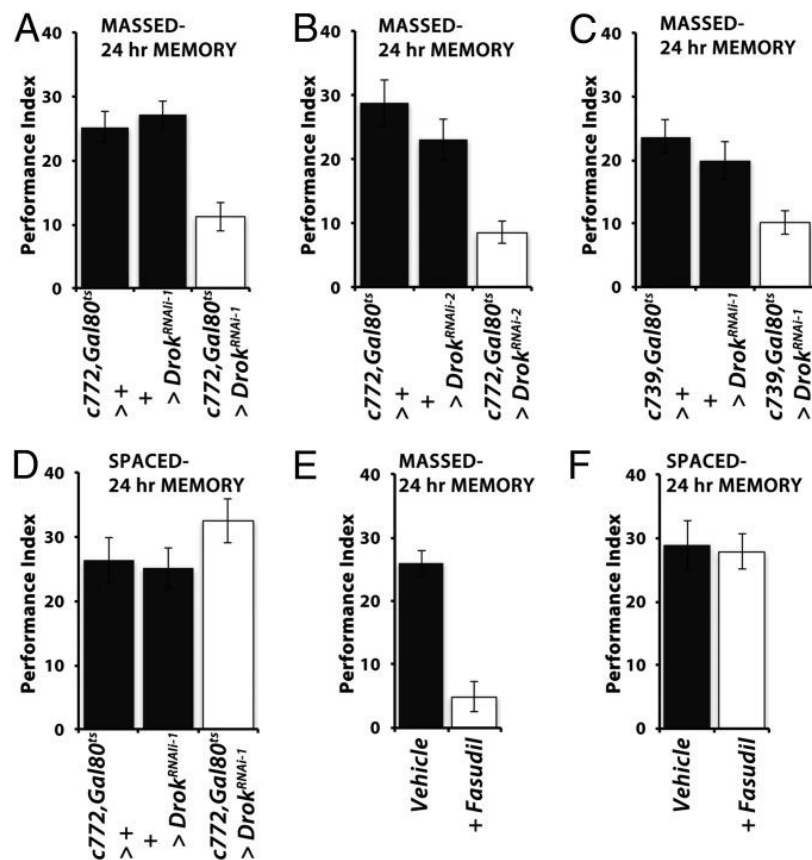 A
MASSED-
24 hr MEMORY
Performance Index
40
30
20
10
0
c772,Gal80ts
>+
+
> DrokRNAIi-1
c772,Gal80ts
> DrokRNAi-1
B
MASSED-
24 hr MEMORY
Performance Index
40
30
20
10
0
c772,Gal80ts
>+
+
> DrokRNAIi-2
c772,Gal80ts
> DrokRNAi-2
C
MASSED-
24 hr MEMORY
Performance Index
40
30
20
10
0
c739,Gal80ts
>+
+
> DrokRNAIi-1
c739,Gal80ts
> DrokRNAi-1
D
SPACED-
24 hr MEMORY
Performance Index
40
30
20
10
0
c772,Gal80ts
>+
+
> DrokRNAIi-1
c772,Gal80ts
> DrokRNAi-1
E
MASSED-
24 hr MEMORY
Performance Index
40
30
20
10
0
Vehicle
+ Fasudil
F
SPACED-
24 hr MEMORY
Performance Index
40
30
20
10
0
Vehicle
+ Fasudil